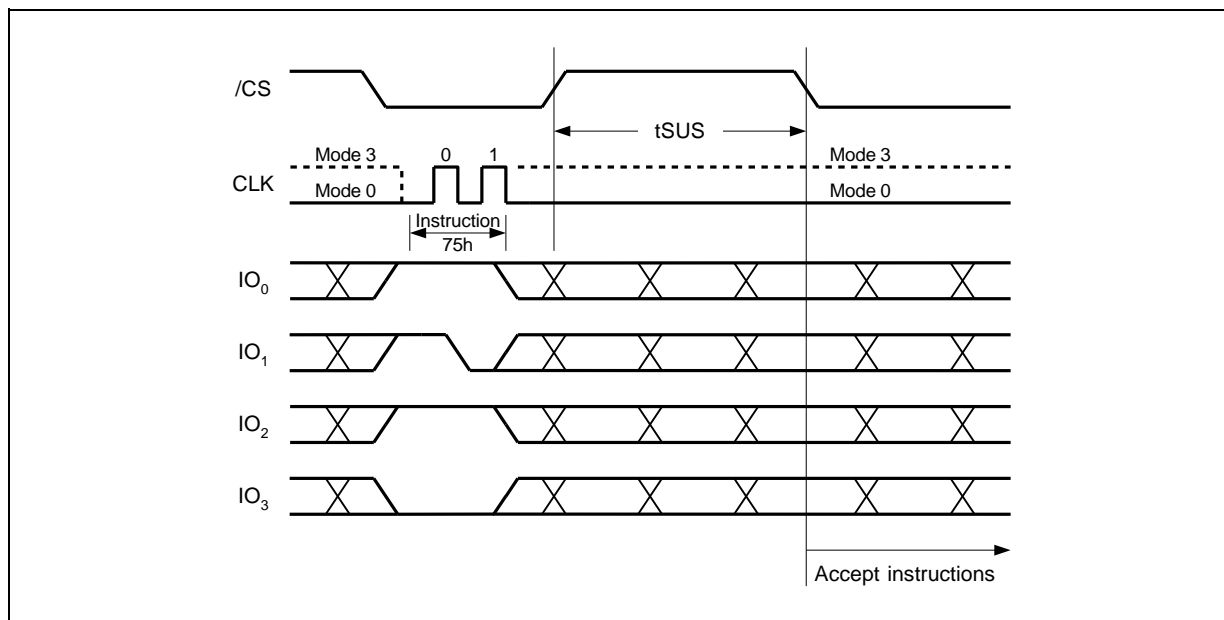 /CS
tSUS
Mode 3 0 1 Mode 3
CLK
Mode 0 Mode 0
Instruction
75h
IO0
IO1
IO2
IO3
Accept instructions